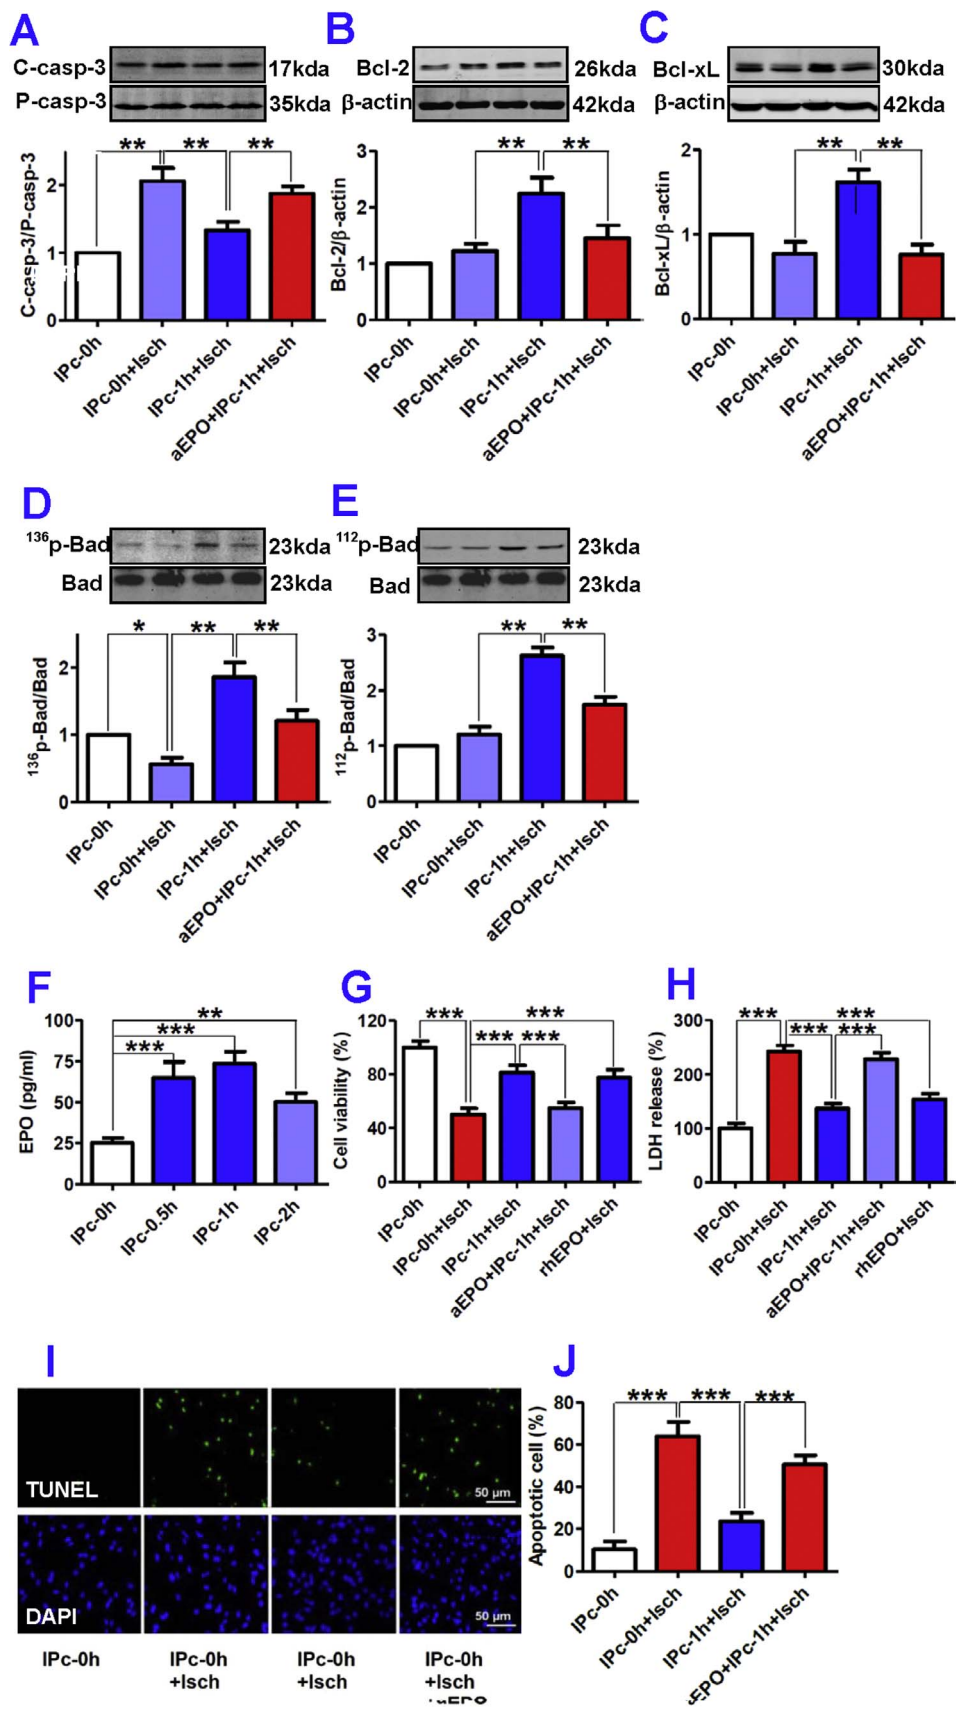 A
C-casp-3
17kda
P-casp-3
35kda
**
**
**
C-casp-3/P-casp-3
2
1
0
IPc-0h
IPc-0h+Isch
IPc-1h+Isch
aEPO+IPc-1h+Isch
B
Bcl-2
26kda
β-actin
42kda
**
**
Bcl-2/β-actin
3
2
1
0
IPc-0h
IPc-0h+Isch
IPc-1h+Isch
aEPO+IPc-1h+Isch
C
Bcl-xL
30kda
β-actin
42kda
**
**
Bcl-xL/β-actin
2
1
0
IPc-0h
IPc-0h+Isch
IPc-1h+Isch
aEPO+IPc-1h+Isch
D
136p-Bad
23kda
Bad
23kda
*
**
**
136p-Bad/Bad
2
1
0
IPc-0h
IPc-0h+Isch
IPc-1h+Isch
aEPO+IPc-1h+Isch
E
112p-Bad
23kda
Bad
23kda
**
**
112p-Bad/Bad
3
2
1
0
IPc-0h
IPc-0h+Isch
IPc-1h+Isch
aEPO+IPc-1h+Isch
F
**
***
***
EPO (pg/ml)
100
75
50
25
0
IPc-0h
IPc-0.5h
IPc-1h
IPc-2h
G
***
***
***
***
Cell viability (%)
120
80
40
0
IPc-0h
IPc-0h+Isch
IPc-1h+Isch
aEPO+IPc-1h+Isch
rhEPO+Isch
H
***
***
***
***
LDH release (%)
300
200
100
0
IPc-0h
IPc-0h+Isch
IPc-1h+Isch
aEPO+IPc-1h+Isch
rhEPO+Isch
I
TUNEL
50 µm
DAPI
50 µm
IPc-0h
IPc-0h
+Isch
IPc-0h
+Isch
IPc-0h
+Isch
+aEPO
J
***
***
***
Apoptotic cell (%)
80
60
40
20
0
IPc-0h
IPc-0h+Isch
IPc-1h+Isch
EPO+IPc-1h+Isch